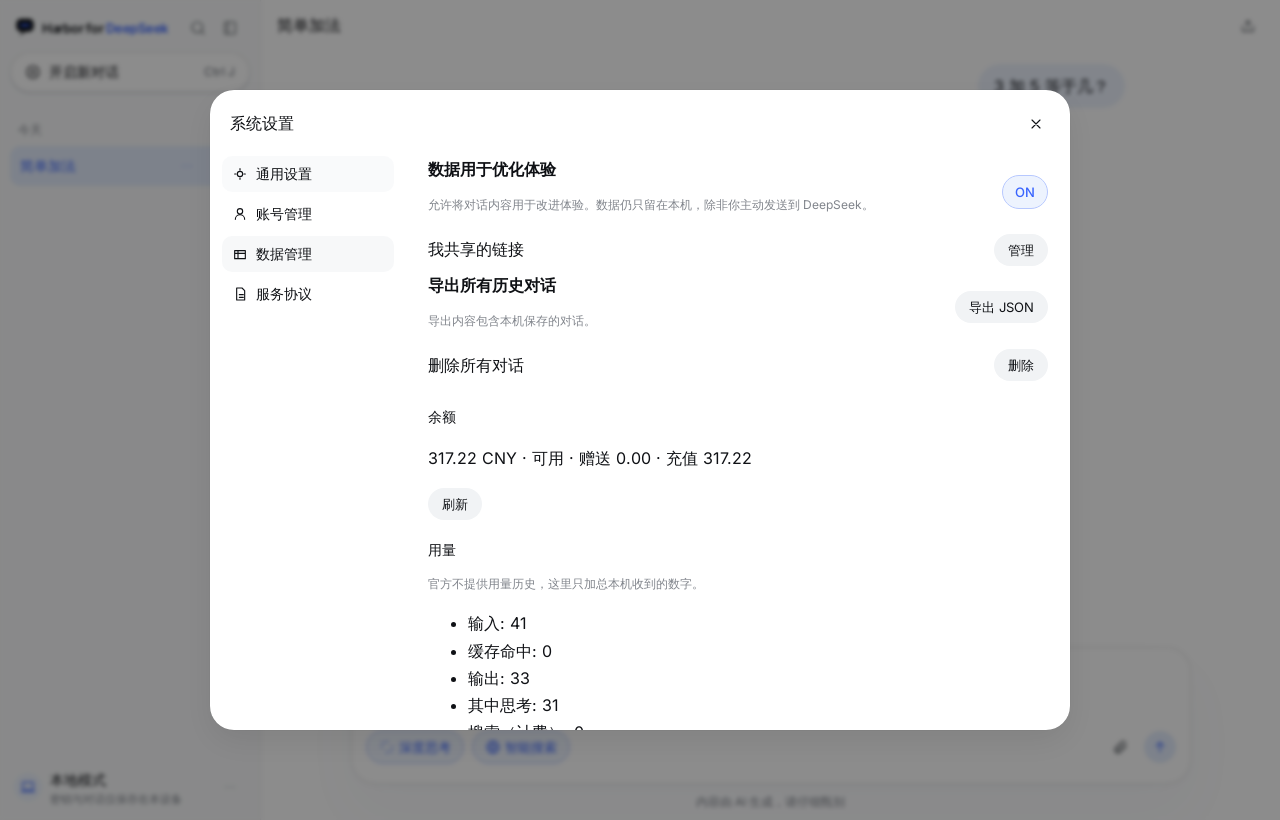 Harbor for DeepSeek
简单加法
开启新对话
Ctrl J
3 加 5 等于几？
今天
简单加法
系统设置
通用设置
账号管理
数据管理
服务协议
数据用于优化体验
允许将对话内容用于改进体验。数据仍只留在本机，除非你主动发送到 DeepSeek。
ON
我共享的链接
管理
导出所有历史对话
导出内容包含本机保存的对话。
导出 JSON
删除所有对话
删除
余额
317.22 CNY · 可用 · 赠送 0.00 · 充值 317.22
刷新
用量
官方不提供用量历史，这里只加总本机收到的数字。
输入: 41
缓存命中: 0
输出: 33
其中思考: 31
搜索（计费）: 0
深度思考
智能搜索
本地模式
内容由 AI 生成，请仔细甄别